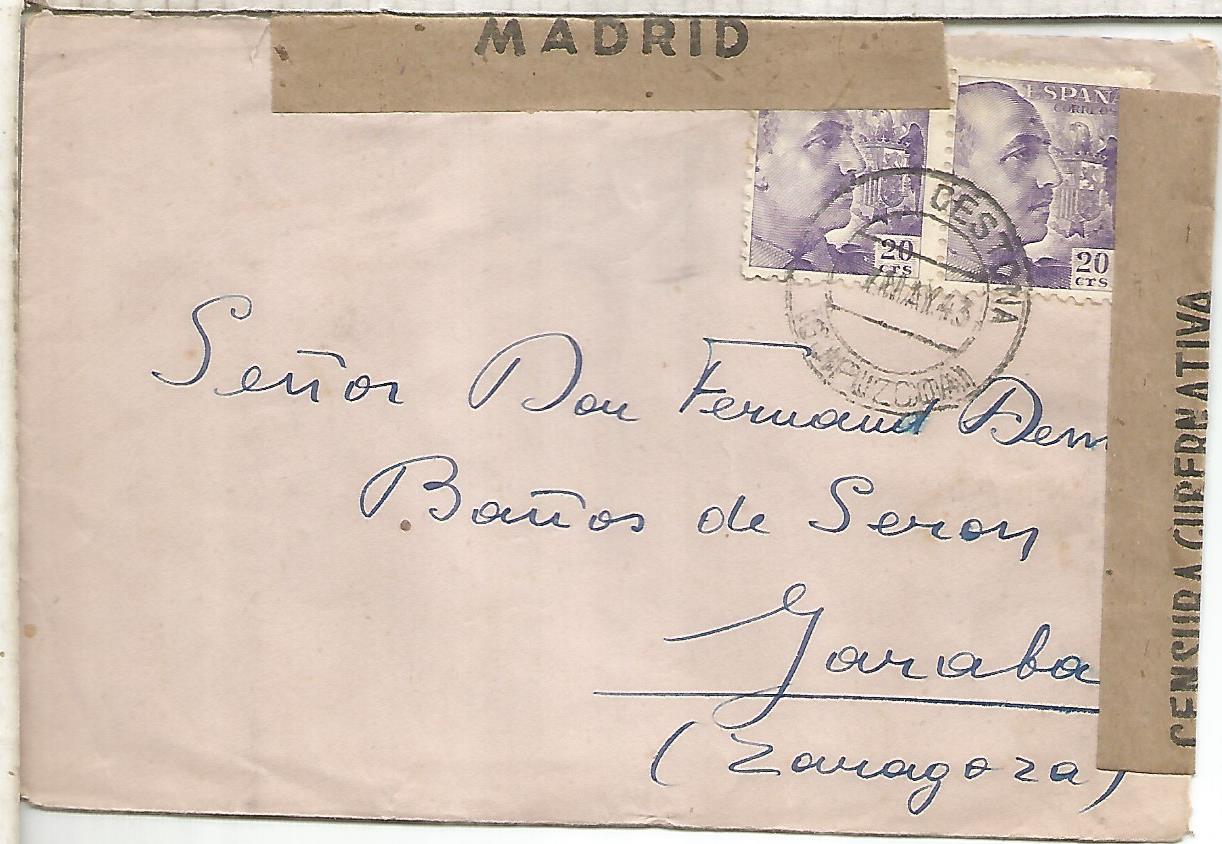 MADRID
ESPAÑA
CORREOS
20
CTS
20
CTS
CESTONA
MAY.43
(GUIPUZCOA)
Señor Don Fernand Dem
Baños de Seron
Jaraba
(Zaragoza)
CENSURA GUBERNATIVA